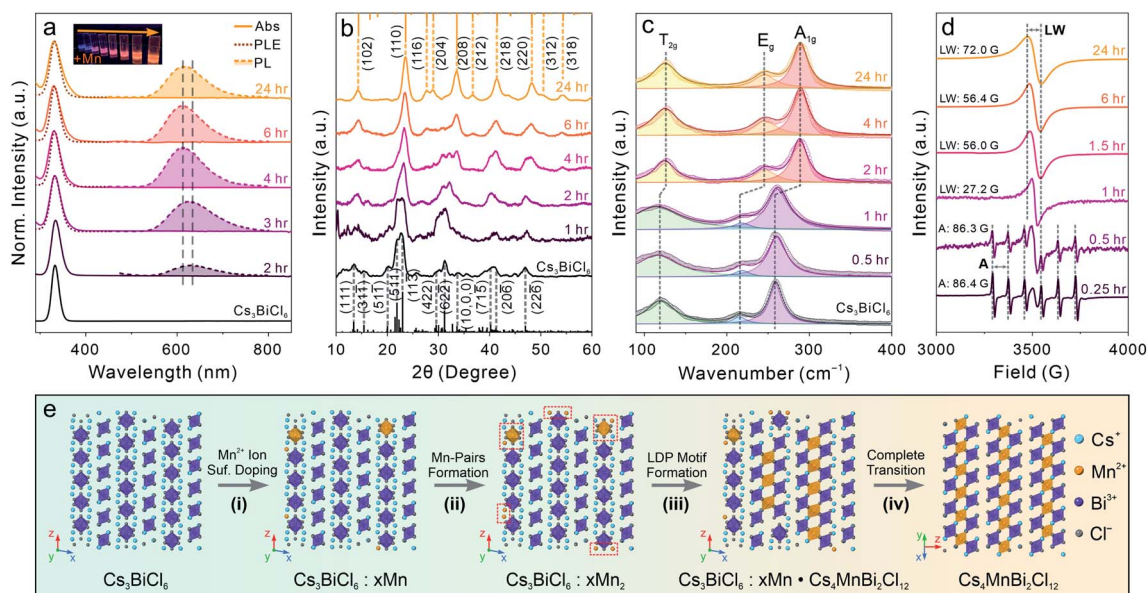 a
Abs
PLE
PL
+Mn
24 hr
6 hr
4 hr
3 hr
2 hr
Cs₃BiCl₆
Norm. Intensity (a.u.)
400
600
800
Wavelength (nm)
b
(102)
(110)
(116)
(204)
(208)
(212)
(218)
(220)
(312)
(318)
24 hr
6 hr
4 hr
2 hr
1 hr
Cs₃BiCl₆
(111)
(311)
(511)
(511)
(113)
(422)
(622)
(10,0,0)
(715)
(206)
(226)
Intensity (a.u.)
10
20
30
40
50
60
2θ (Degree)
c
T2g
Eg
A1g
24 hr
4 hr
2 hr
1 hr
0.5 hr
Cs₃BiCl₆
Intensity (a.u.)
100
200
300
400
Wavenumber (cm⁻¹)
d
LW
LW: 72.0 G
24 hr
LW: 56.4 G
6 hr
LW: 56.0 G
1.5 hr
LW: 27.2 G
1 hr
A: 86.3 G
0.5 hr
A
A: 86.4 G
0.25 hr
Intensity (a.u.)
3000
3500
4000
Field (G)
e
Mn²⁺ Ion
Suf. Doping
(i)
Mn-Pairs
Formation
(ii)
LDP Motif
Formation
(iii)
Complete
Transition
(iv)
Cs⁺
Mn²⁺
Bi³⁺
Cl⁻
z
y
x
z
y
x
z
y
x
z
y
x
y
z
x
Cs₃BiCl₆
Cs₃BiCl₆ : xMn
Cs₃BiCl₆ : xMn₂
Cs₃BiCl₆ : xMn • Cs₄MnBi₂Cl₁₂
Cs₄MnBi₂Cl₁₂